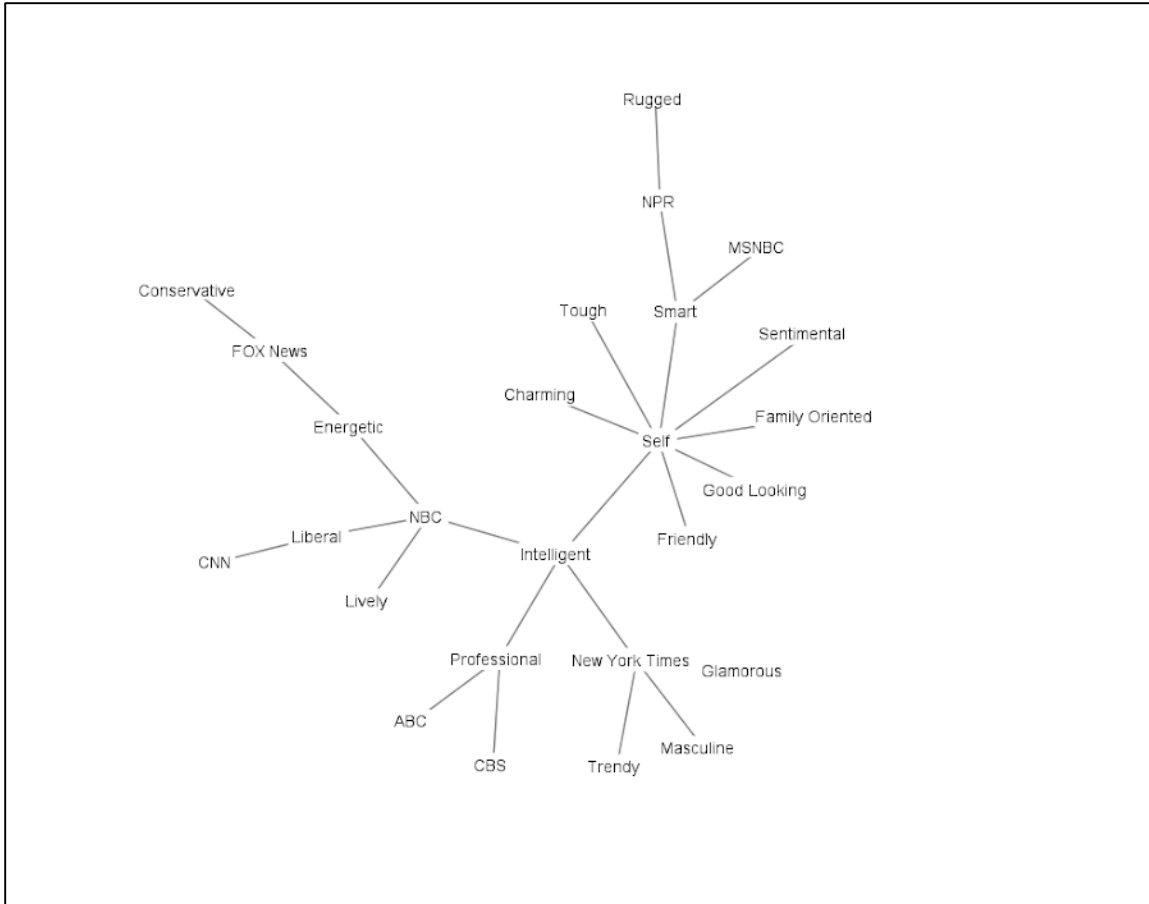 Rugged
NPR
MSNBC
Conservative
Tough
Smart
Sentimental
FOX News
Charming
Family Oriented
Energetic
Self
Good Looking
NBC
Liberal
Friendly
CNN
Intelligent
Lively
Professional
New York Times
Glamorous
ABC
Masculine
CBS
Trendy